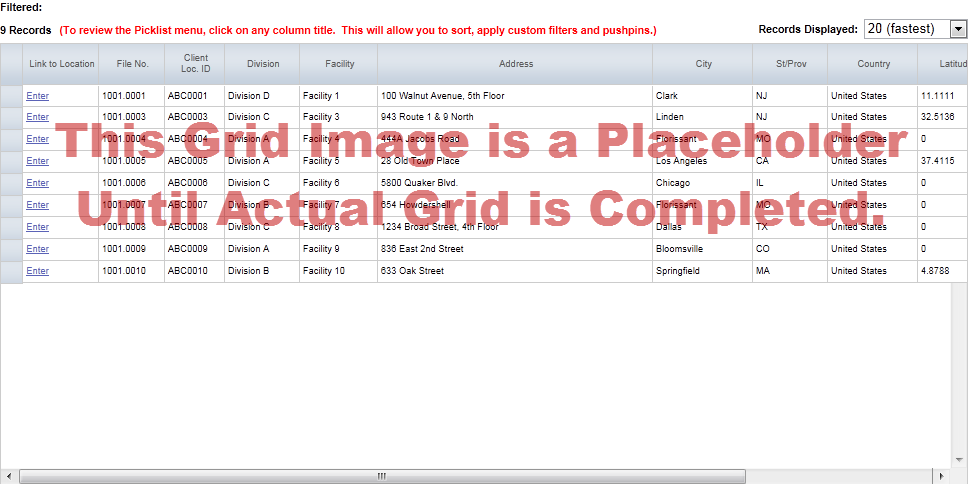 Filtered:
9 Records (To review the Picklist menu, click on any column title. This will allow you to sort, apply custom filters and pushpins.) Records Displayed: 20 (fastest)
Link to Location File No. Client Loc. ID Division Facility Address City St/Prov Country Latitud
Enter 1001.0001 ABC0001 Division D Facility 1 100 Walnut Avenue, 5th Floor Clark NJ United States 11.1111
Enter 1001.0003 ABC0003 Division C Facility 3 943 Route 1 & 9 North Linden NJ United States 32.5136
This Grid Image is a Placeholder
Enter 1001.0004 ABC0004 Division A Facility 4 444A Jacobs Road Florissant MO United States 0
Enter 1001.0005 ABC0005 Division A Facility 5 28 Old Town Place Los Angeles CA United States 37.4115
Enter 1001.0006 ABC0006 Division C Facility 6 5800 Quaker Blvd. Chicago IL United States 0
Until Actual Grid is Completed.
Enter 1001.0007 ABC0007 Division B Facility 7 654 Howdershell Florissant MO United States 0
Enter 1001.0008 ABC0008 Division C Facility 8 1234 Broad Street, 4th Floor Dallas TX United States 0
Enter 1001.0009 ABC0009 Division A Facility 9 836 East 2nd Street Bloomsville CO United States 0
Enter 1001.0010 ABC0010 Division B Facility 10 633 Oak Street Springfield MA United States 4.8788